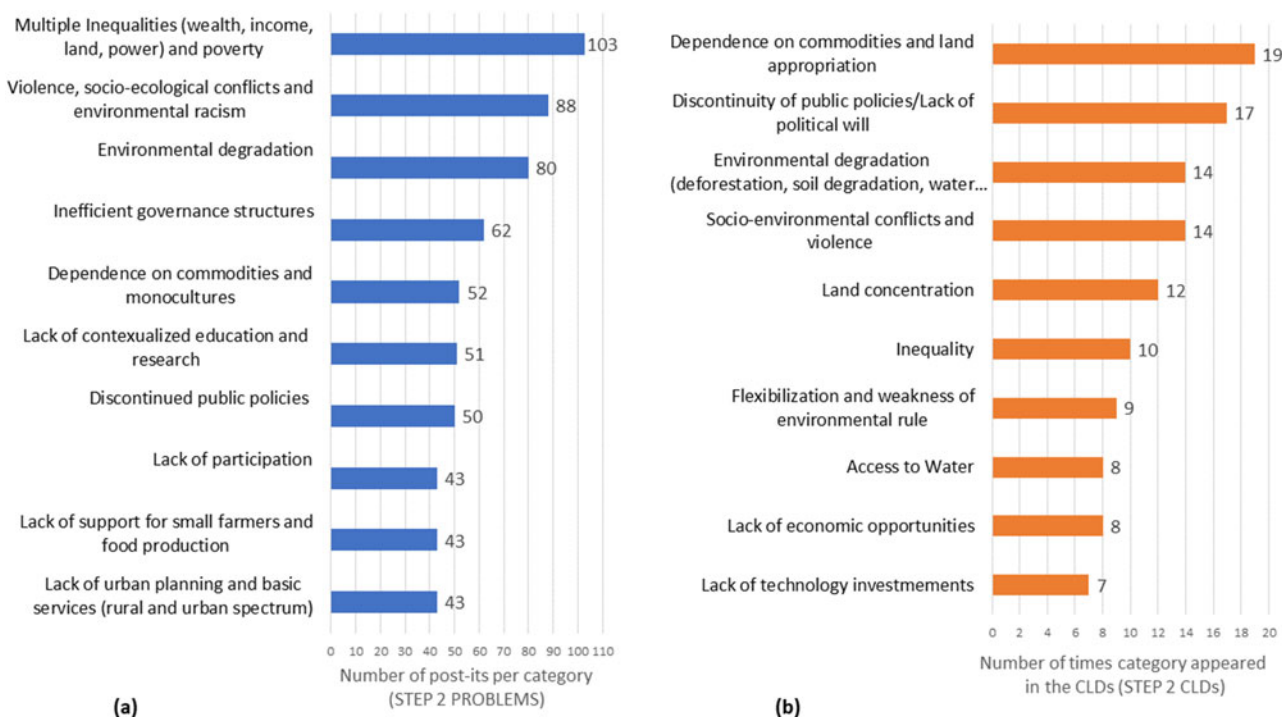 Multiple Inequalities (wealth, income,
land, power) and poverty
103
Violence, socio-ecological conflicts and
environmental racism
88
Environmental degradation
80
Inefficient governance structures
62
Dependence on commodities and
monocultures
52
Lack of contexualized education and
research
51
Discontinued public policies
50
Lack of participation
43
Lack of support for small farmers and
food production
43
Lack of urban planning and basic
services (rural and urban spectrum)
43
0 10 20 30 40 50 60 70 80 90 100 110
Number of post-its per category
(STEP 2 PROBLEMS)
(a)
Dependence on commodities and land
appropriation
19
Discontinuity of public policies/Lack of
political will
17
Environmental degradation
(deforestation, soil degradation, water...
14
Socio-environmental conflicts and
violence
14
Land concentration
12
Inequality
10
Flexibilization and weakness of
environmental rule
9
Access to Water
8
Lack of economic opportunities
8
Lack of technology investmements
7
0 2 4 6 8 10 12 14 16 18 20
Number of times category appeared
in the CLDs (STEP 2 CLDs)
(b)